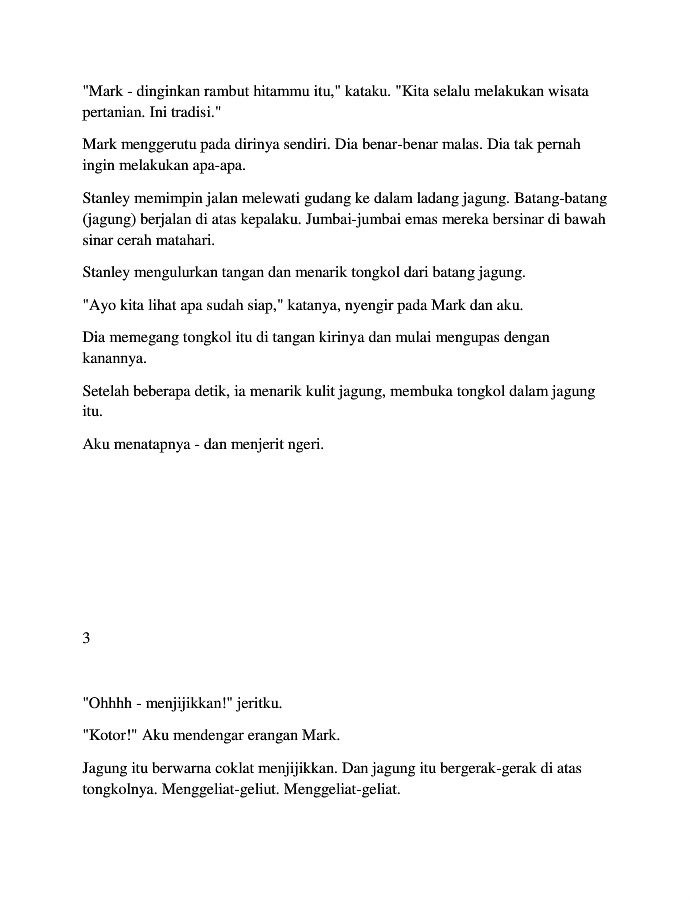 "Mark - dinginkan rambut hitammu itu," kataku. "Kita selalu melakukan wisata
pertanian. Ini tradisi."
Mark menggerutu pada dirinya sendiri. Dia benar-benar malas. Dia tak pernah
ingin melakukan apa-apa.
Stanley memimpin jalan melewati gudang ke dalam ladang jagung. Batang-batang
(jagung) berjalan di atas kepalaku. Jumbai-jumbai emas mereka bersinar di bawah
sinar cerah matahari.
Stanley mengulurkan tangan dan menarik tongkol dari batang jagung.
"Ayo kita lihat apa sudah siap," katanya, nyengir pada Mark dan aku.
Dia memegang tongkol itu di tangan kirinya dan mulai mengupas dengan
kanannya.
Setelah beberapa detik, ia menarik kulit jagung, membuka tongkol dalam jagung
itu.
Aku menatapnya - dan menjerit ngeri.
3
"Ohhhh - menjijikkan!" jeritku.
"Kotor!" Aku mendengar erangan Mark.
Jagung itu berwarna coklat menjijikkan. Dan jagung itu bergerak-gerak di atas
tongkolnya. Menggeliat-geliut. Menggeliat-geliat.